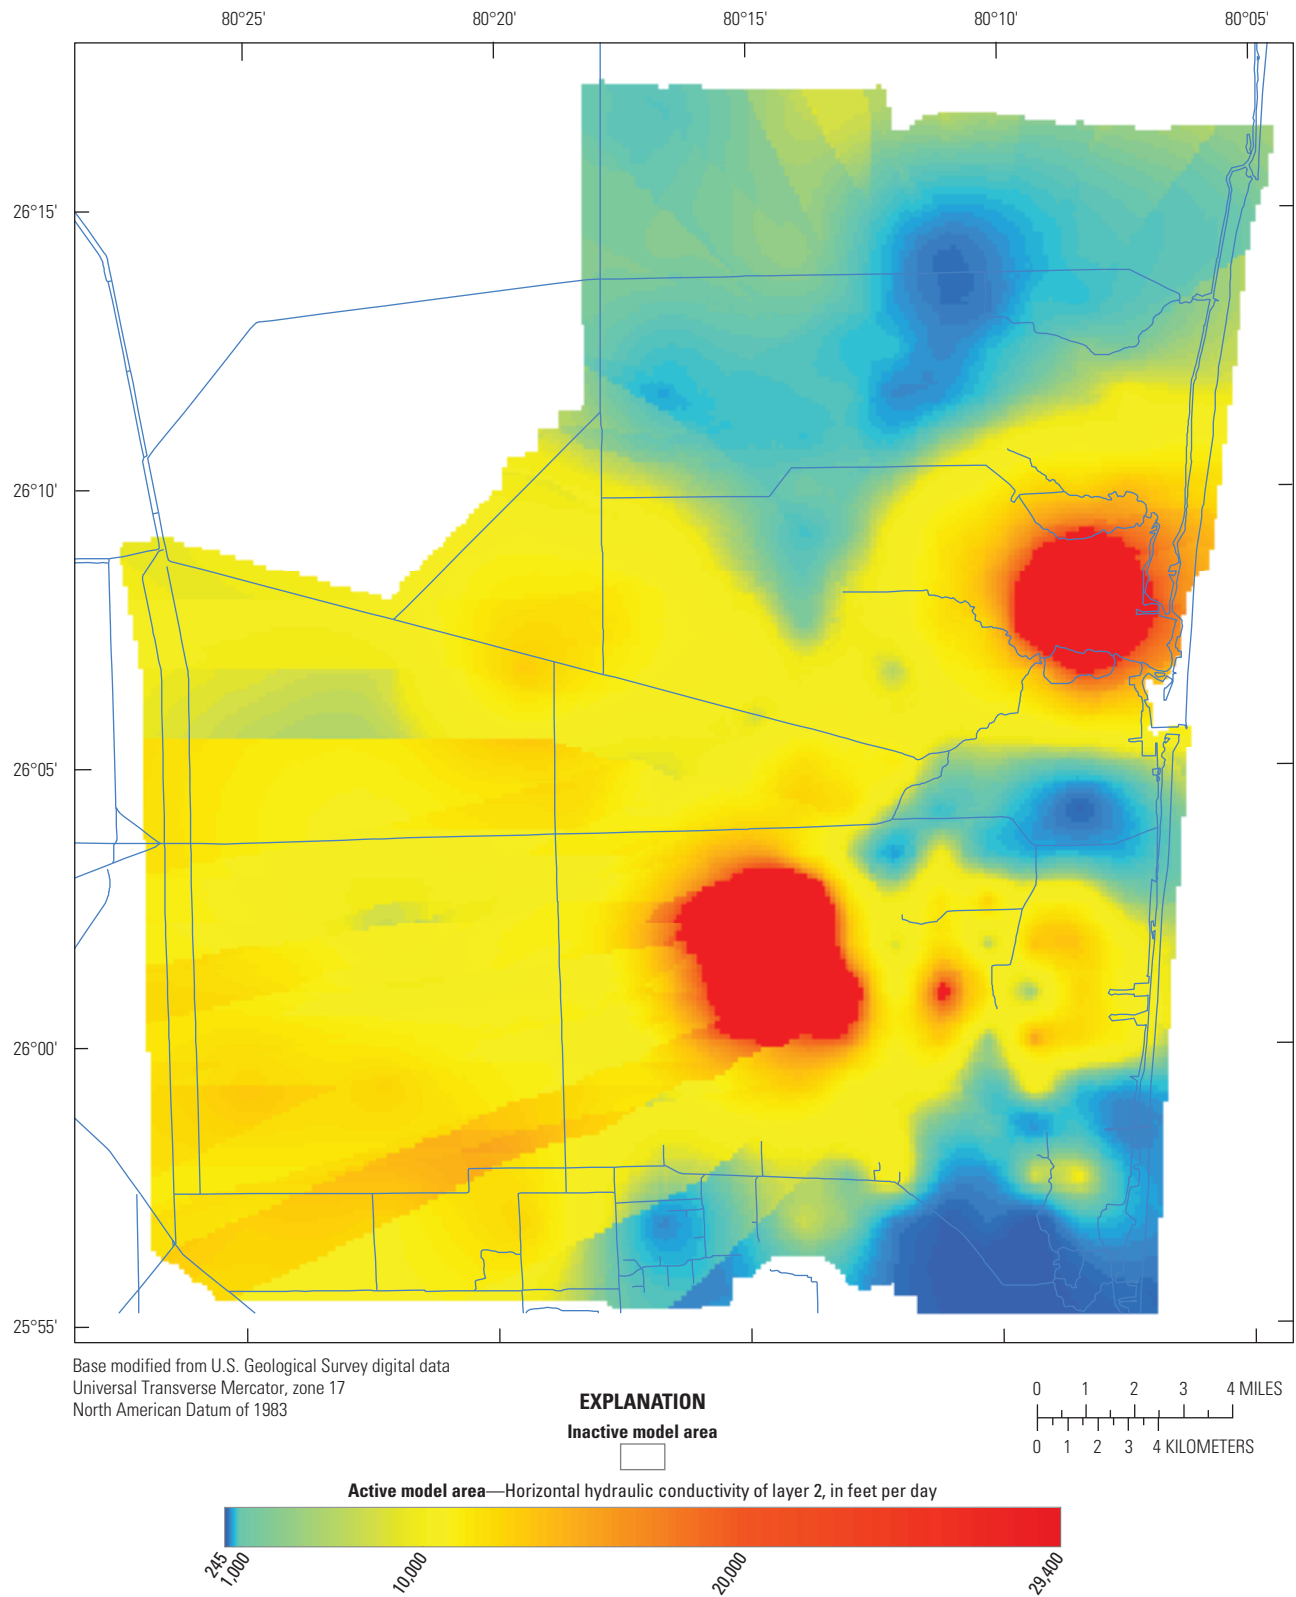 80°25' 80°20' 80°15' 80°10' 80°05'
26°15'
26°10'
26°05'
26°00'
25°55'
Base modified from U.S. Geological Survey digital data
Universal Transverse Mercator, zone 17
North American Datum of 1983
EXPLANATION
Inactive model area
0 1 2 3 4 MILES
0 1 2 3 4 KILOMETERS
Active model area—Horizontal hydraulic conductivity of layer 2, in feet per day
245 1,000 10,000 20,000 29,400